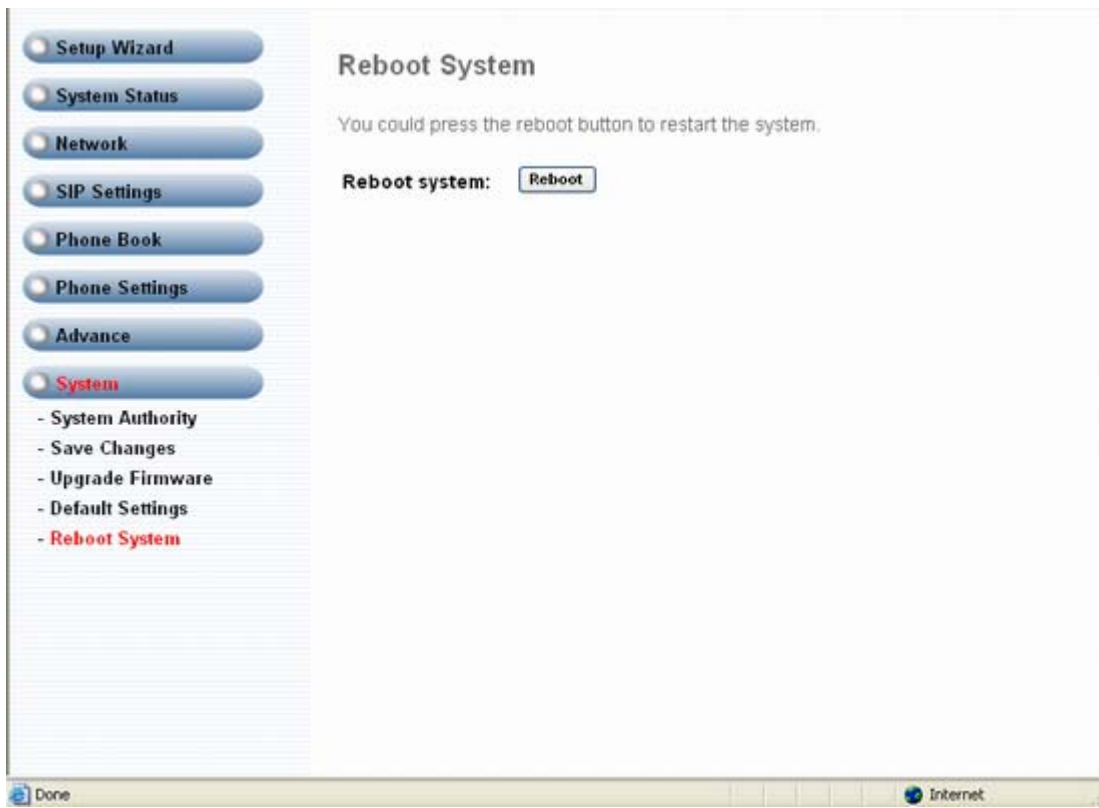 Setup Wizard
System Status
Network
SIP Settings
Phone Book
Phone Settings
Advance
System
- System Authority
- Save Changes
- Upgrade Firmware
- Default Settings
- Reboot System
Reboot System
You could press the reboot button to restart the system.
Reboot system: Reboot
Done Internet